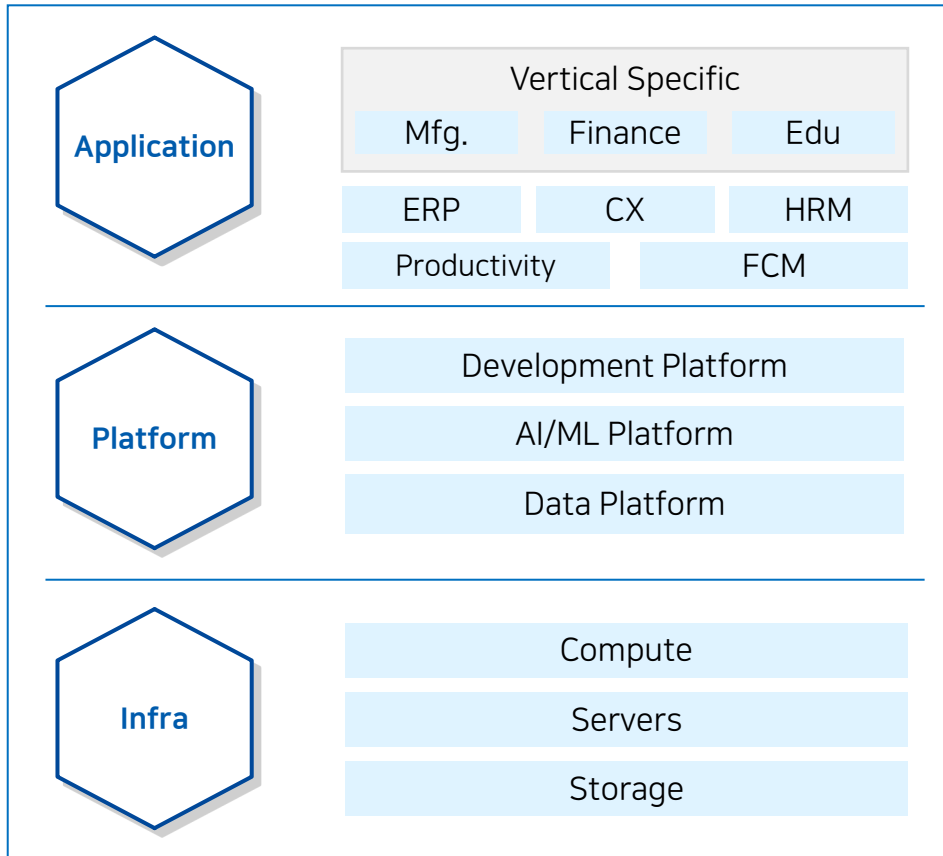 Application
Vertical Specific
Mfg. Finance Edu
ERP CX HRM
Productivity FCM
Platform
Development Platform
AI/ML Platform
Data Platform
Infra
Compute
Servers
Storage